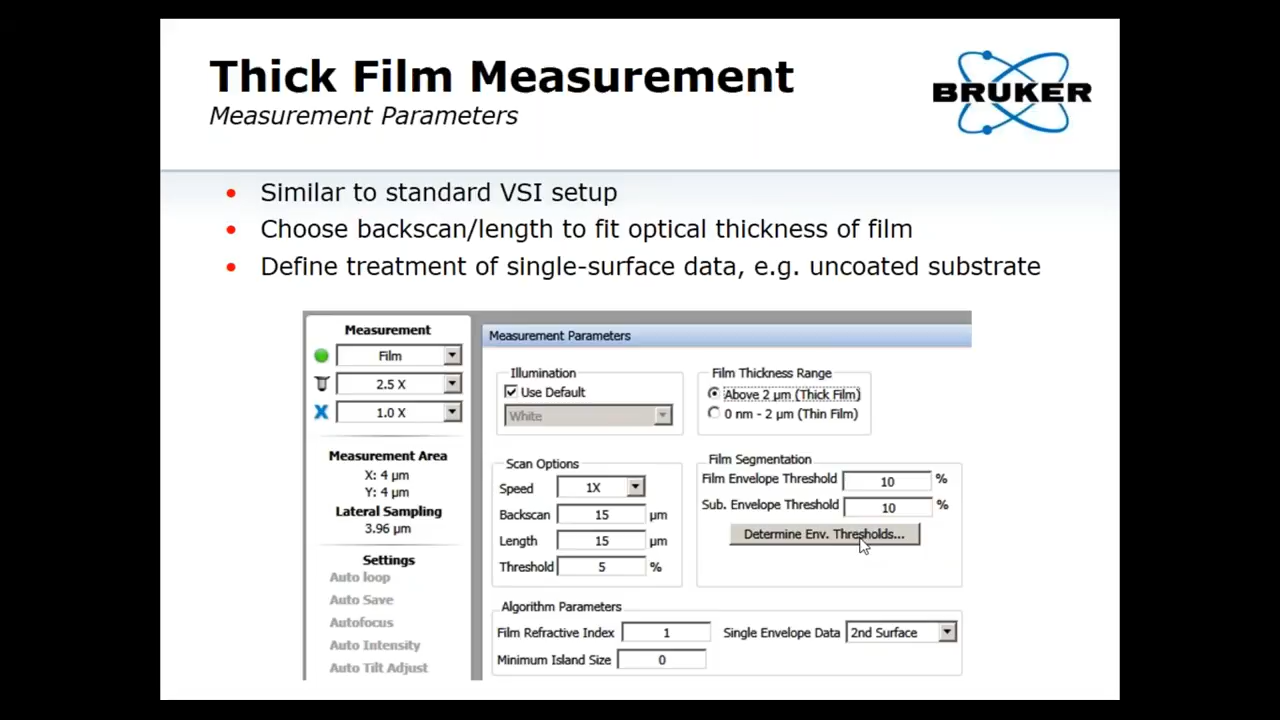 Thick Film Measurement
Measurement Parameters
BRUKER
Similar to standard VSI setup
Choose backscan/length to fit optical thickness of film
Define treatment of single-surface data, e.g. uncoated substrate
Measurement
Film
2.5 X
1.0 X
Measurement Area
X: 4 µm
Y: 4 µm
Lateral Sampling
3.96 µm
Settings
Auto loop
Auto Save
Autofocus
Auto Intensity
Auto Tilt Adjust
Measurement Parameters
Illumination
Use Default
White
Film Thickness Range
Above 2 µm (Thick Film)
0 nm - 2 µm (Thin Film)
Scan Options
Speed 1X
Backscan 15 µm
Length 15 µm
Threshold 5 %
Film Segmentation
Film Envelope Threshold 10 %
Sub. Envelope Threshold 10 %
Determine Env. Thresholds...
Algorithm Parameters
Film Refractive Index 1 Single Envelope Data 2nd Surface
Minimum Island Size 0